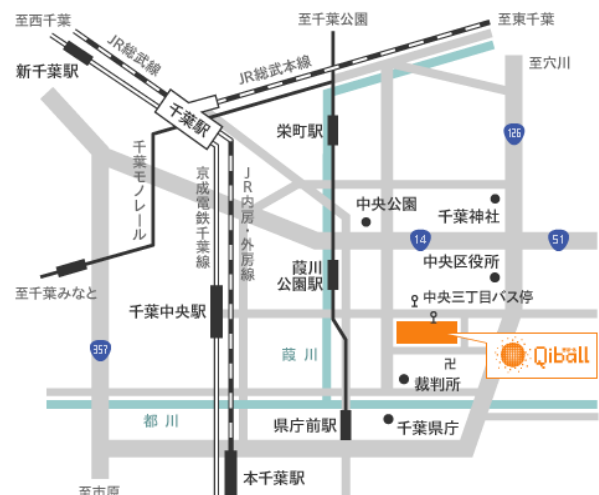 至西千葉
至千葉公園
至東千葉
JR総武線
JR総武本線
新千葉駅
至穴川
千葉駅
栄町駅
126
千葉モノレール
京成電鉄千葉線
JR内房・外房線
中央公園
千葉神社
14
51
葭川
公園駅
中央区役所
至千葉みなと
千葉中央駅
中央三丁目バス停
357
葭川
卍
Qiball
裁判所
都川
県庁前駅
千葉県庁
本千葉駅
至市原